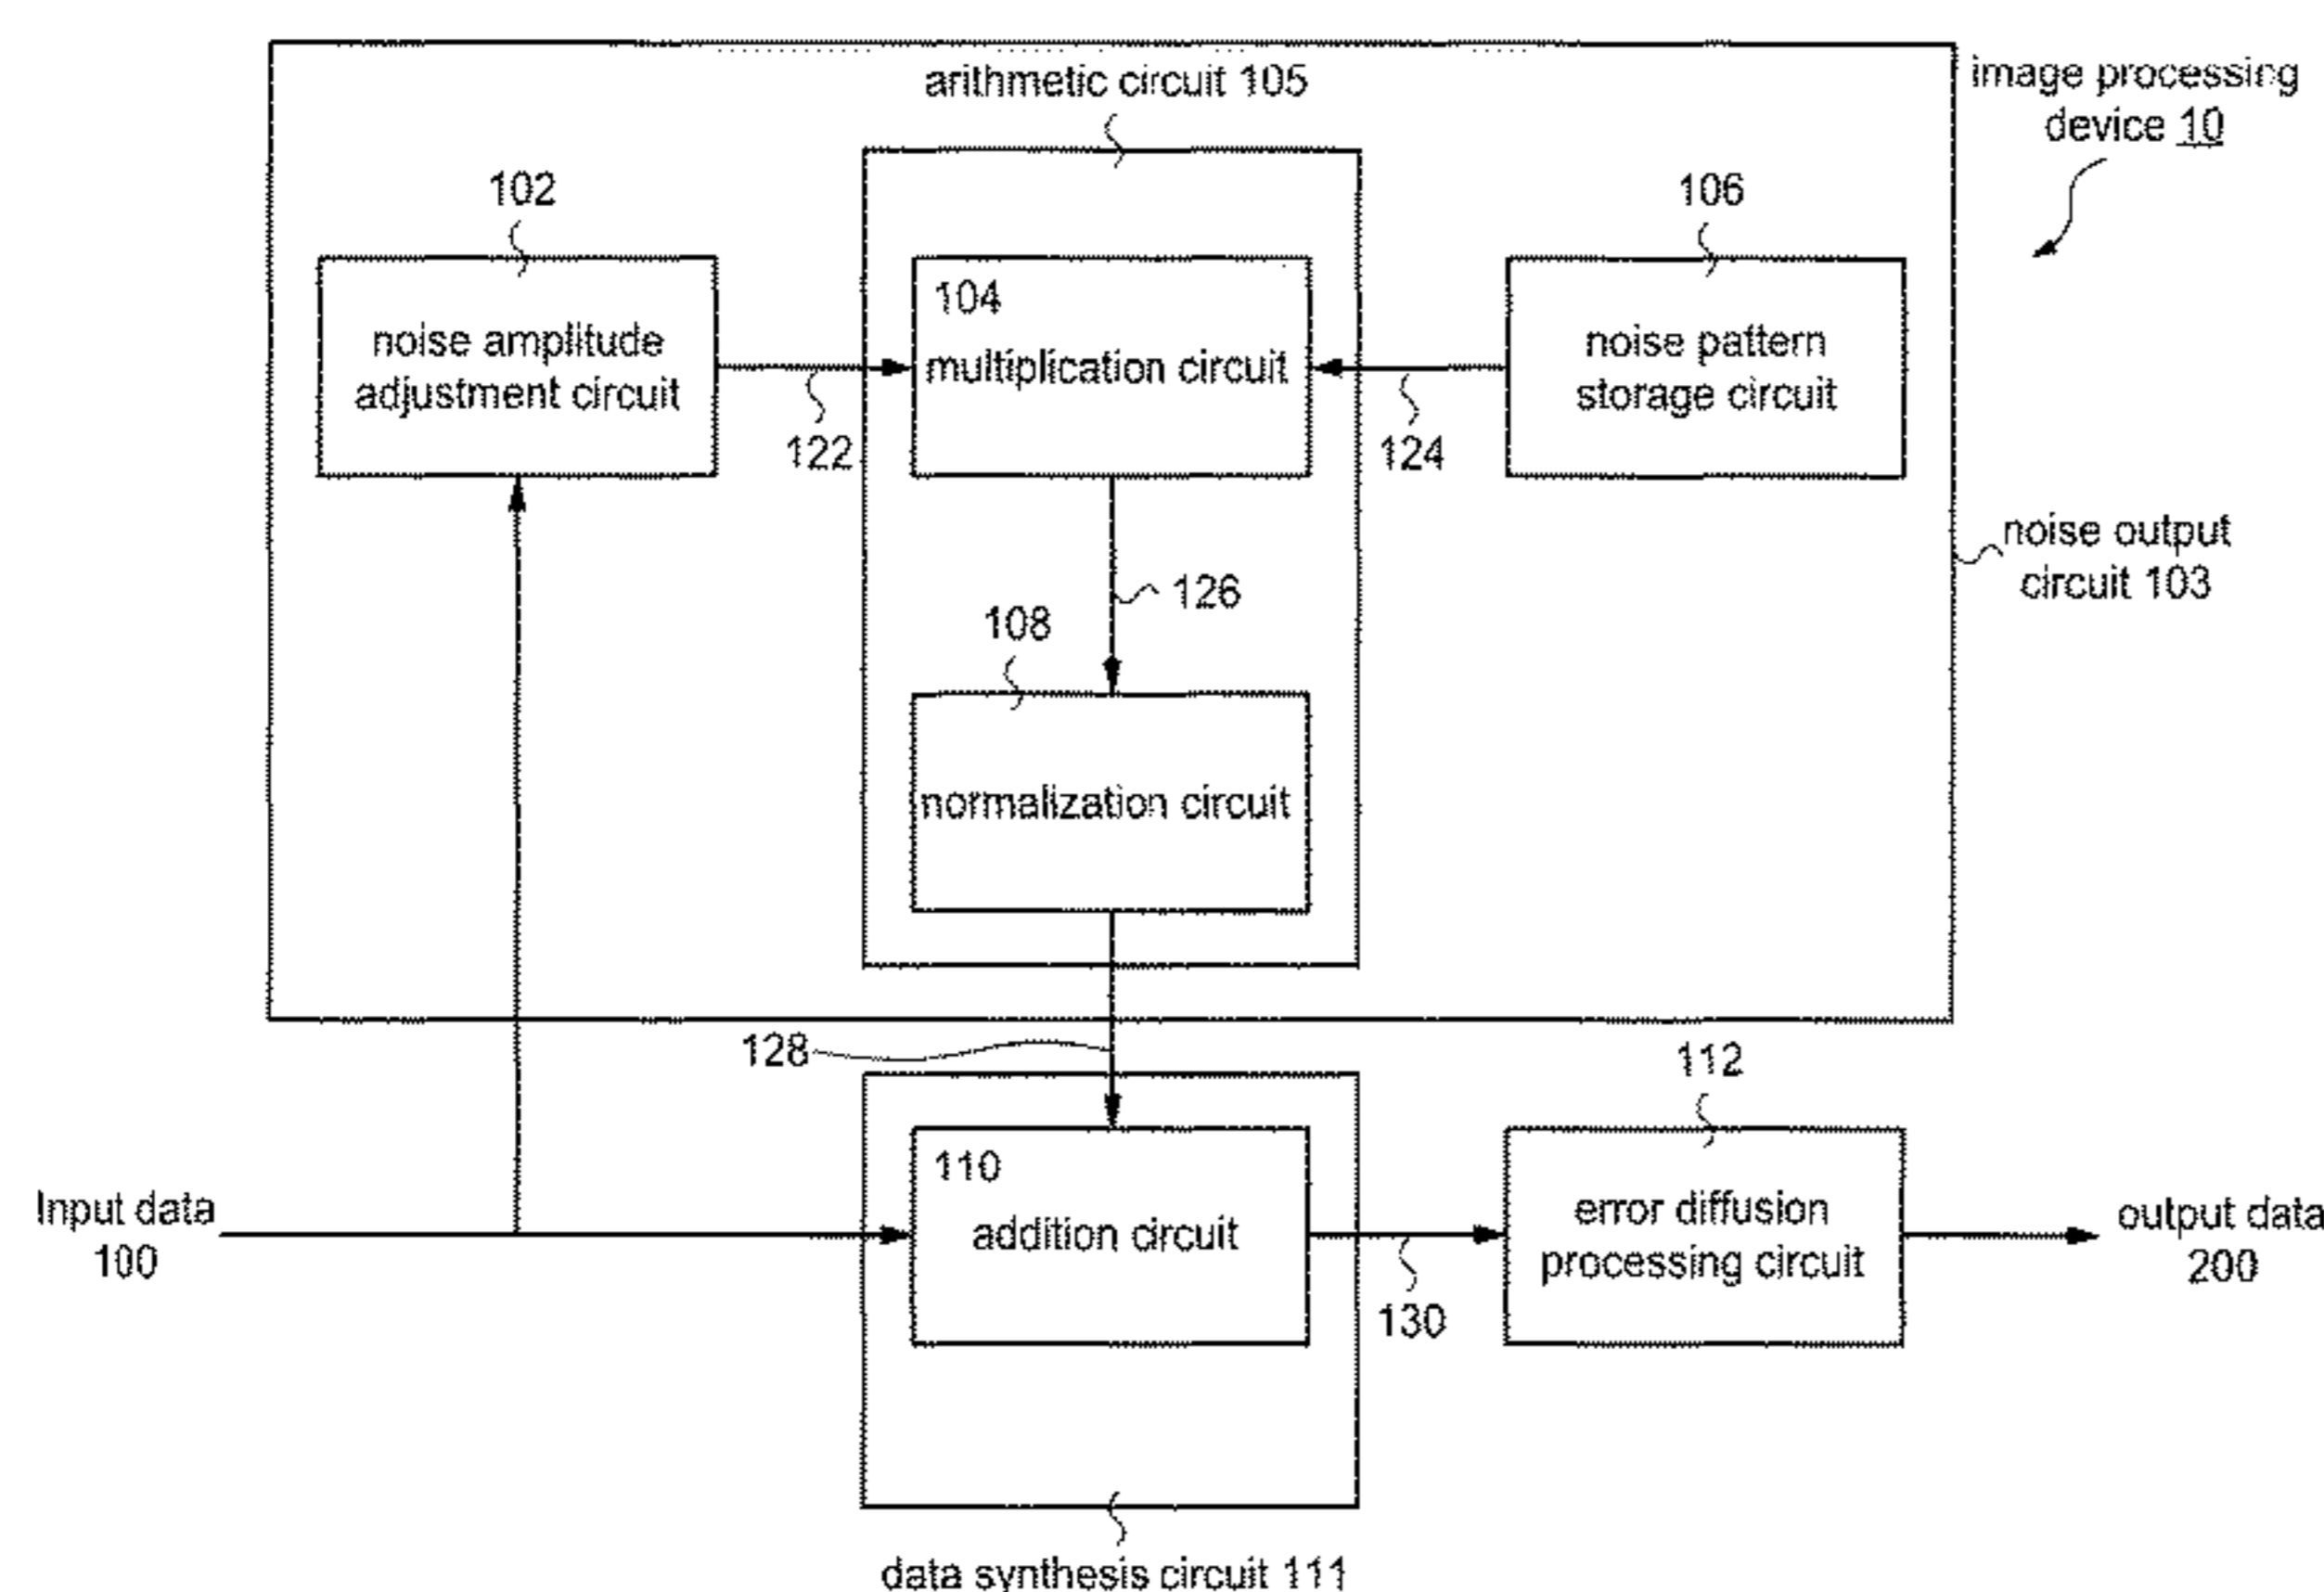 arithmetic circuit 105
image processing
device 10
102
106
noise amplitude
adjustment circuit
104
multiplication circuit
noise pattern
storage circuit
122
124
noise output
circuit 103
126
108
normalization circuit
128
112
Input data
100
110
addition circuit
error diffusion
processing circuit
output data
200
130
data synthesis circuit 111